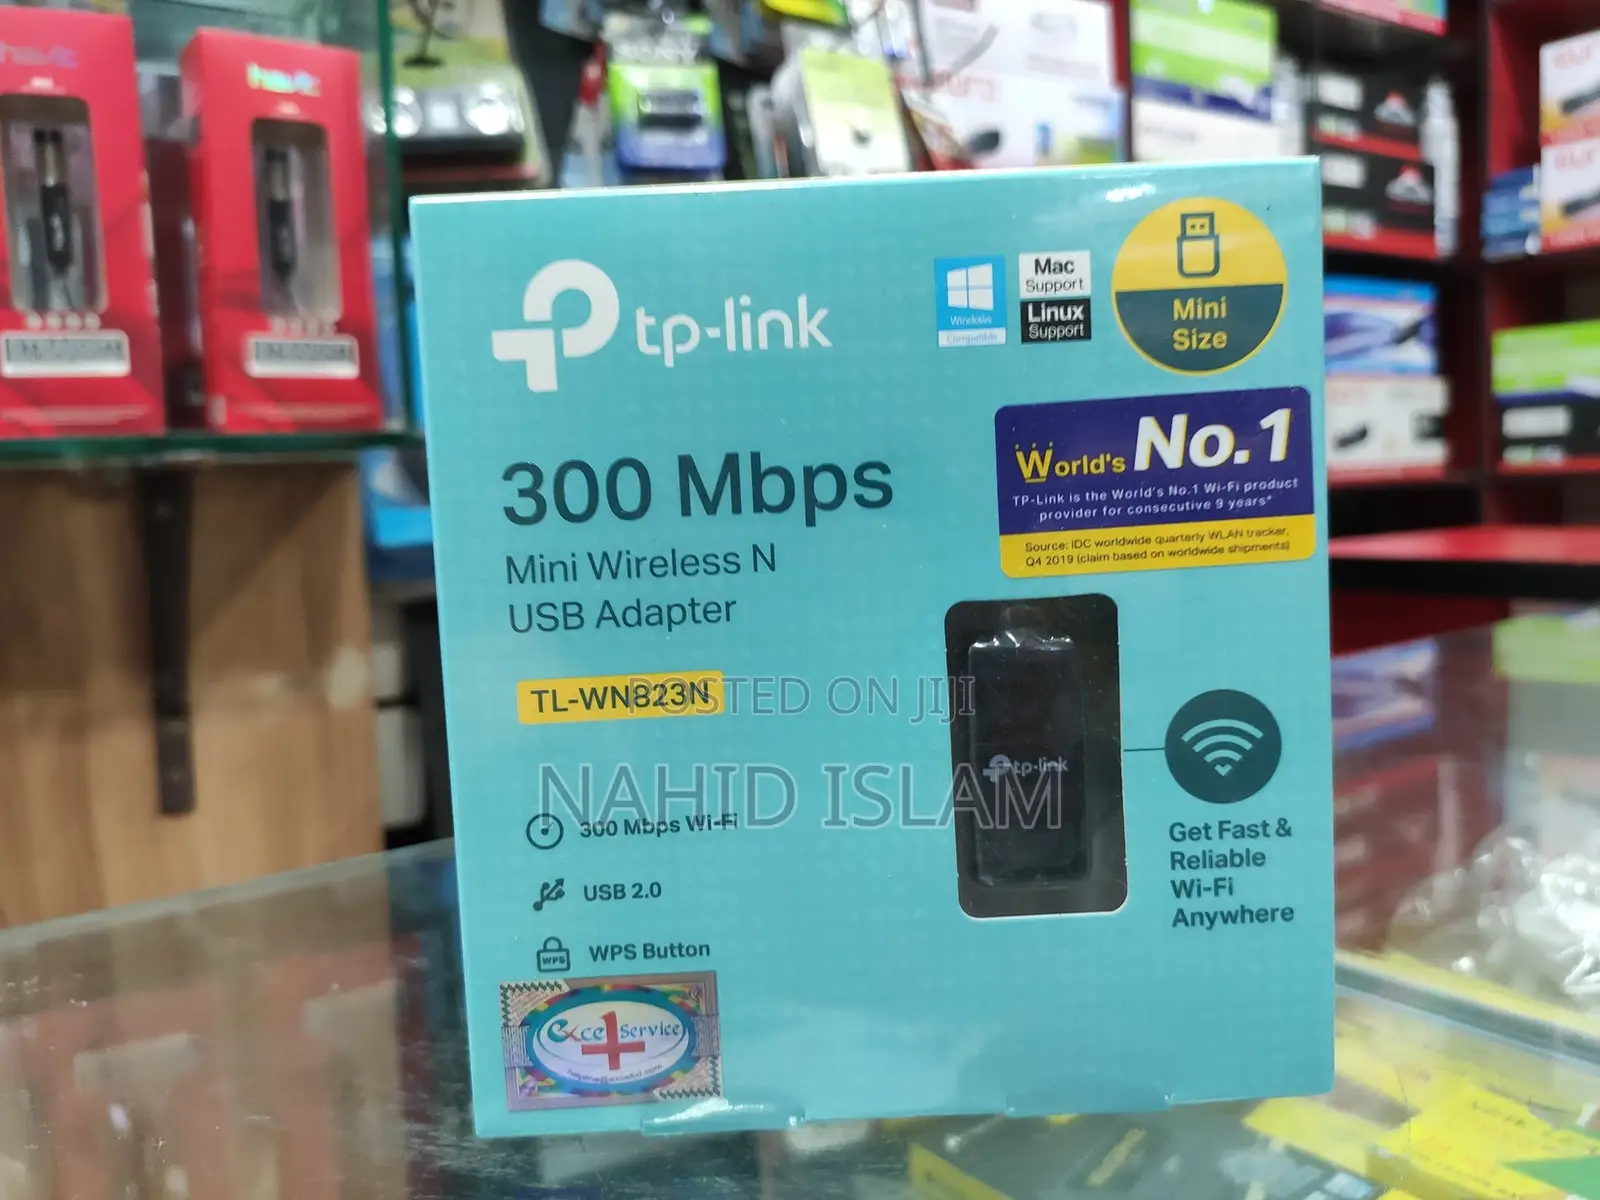 havit
tp-link
Windows
Compatible
Mac
Support
Linux
Support
Mini
Size
World's No.1
TP-Link is the World's No.1 Wi-Fi product
provider for consecutive 9 years*
Source: IDC worldwide quarterly WLAN tracker,
Q4 2019 (claim based on worldwide shipments)
300 Mbps
Mini Wireless N
USB Adapter
TL-WN823N
POSTED ON JIJI
NAHID ISLAM
tp-link
300 Mbps Wi-Fi
USB 2.0
WPS
WPS Button
Get Fast &
Reliable
Wi-Fi
Anywhere
Excel Service